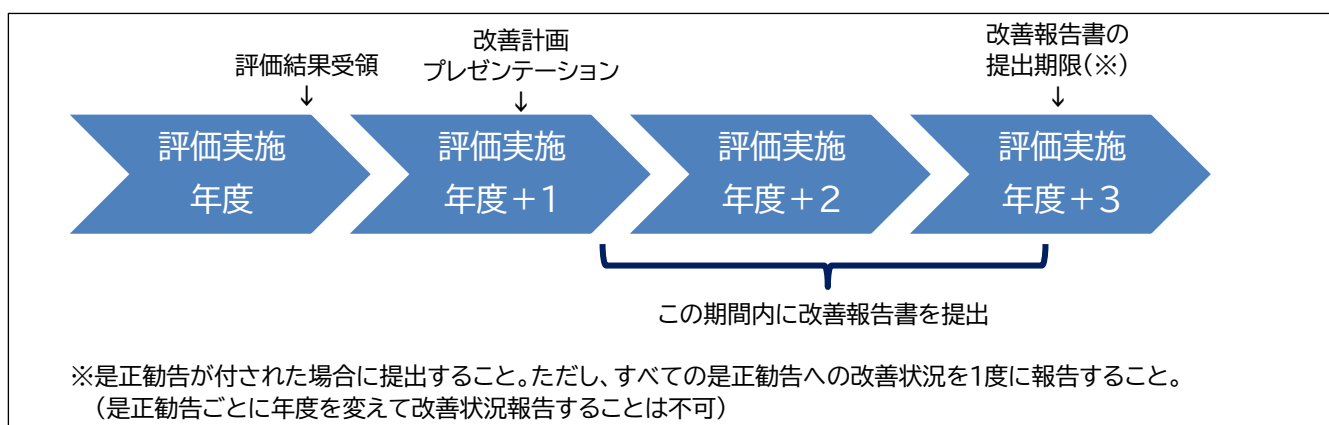 評価結果受領
↓
改善計画
プレゼンテーション
↓
改善報告書の
提出期限(※)
↓
評価実施
年度
評価実施
年度+1
評価実施
年度+2
評価実施
年度+3
この期間内に改善報告書を提出
※是正勧告が付された場合に提出すること。ただし、すべての是正勧告への改善状況を1度に報告すること。
(是正勧告ごとに年度を変えて改善状況報告することは不可)